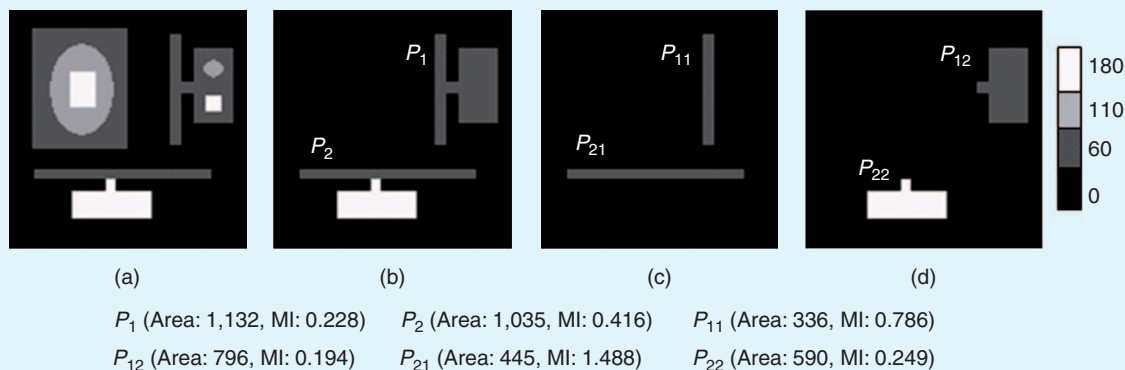 P1
P2
P11
P21
P12
P22
180
110
60
0
(a) (b) (c) (d)
P1 (Area: 1,132, MI: 0.228) P2 (Area: 1,035, MI: 0.416) P11 (Area: 336, MI: 0.786)
P12 (Area: 796, MI: 0.194) P21 (Area: 445, MI: 1.488) P22 (Area: 590, MI: 0.249)